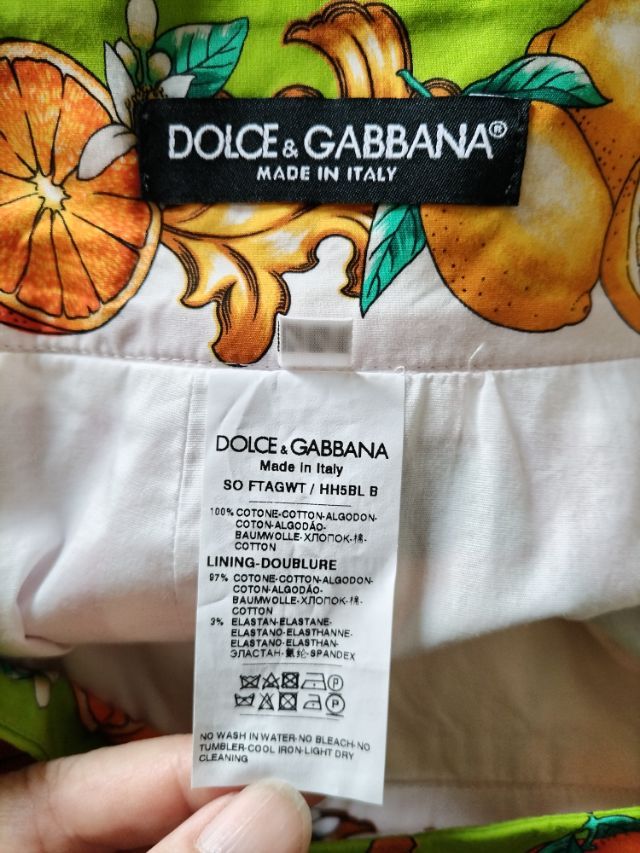 DOLCE & GABBANA®
MADE IN ITALY
DOLCE & GABBANA
Made in Italy
SO FTAGWT / HH5BL B
100% COTONE-COTTON-ALGODON-
COTON-ALGODÃO-
BAUMWOLLE-ХЛОПОК-棉-
COTTON
LINING-DOUBLURE
97% COTONE-COTTON-ALGODON-
COTON-ALGODÃO-
BAUMWOLLE-ХЛОПОК-棉-
COTTON
3% ELASTAN-ELASTANE-
ELASTANO-ELASTHANNE-
ELASTANO-ELASTHAN-
ЭЛАСТАН-氨纶-SPANDEX
P
P
NO WASH IN WATER-NO BLEACH-NO
TUMBLER-COOL IRON-LIGHT DRY
CLEANING